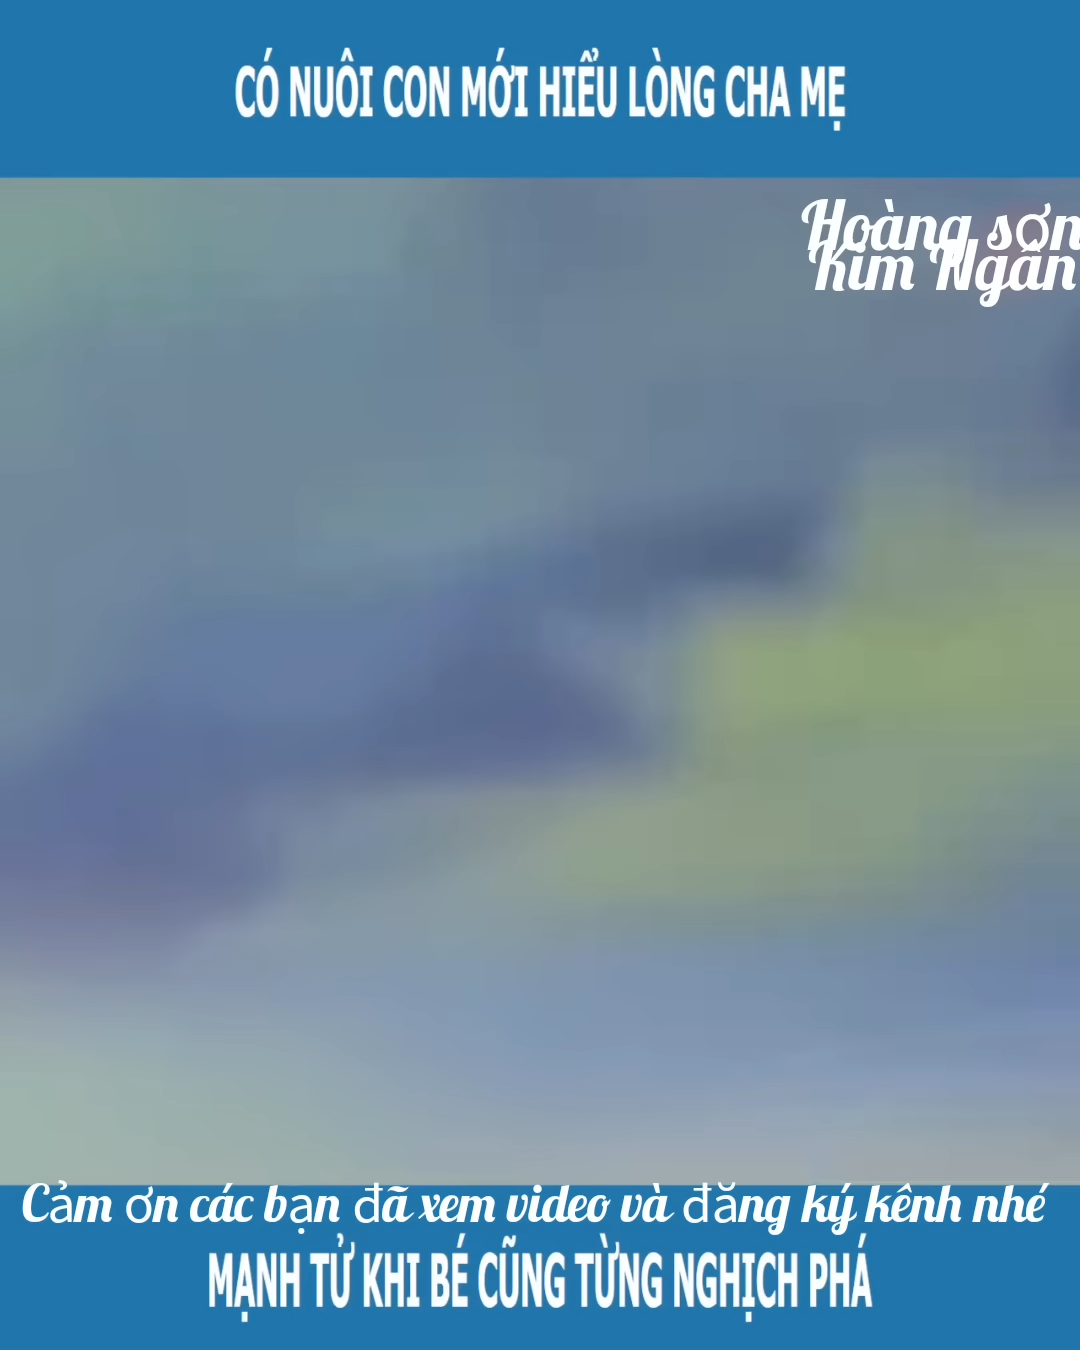 CÓ NUÔI CON MỚI HIỂU LÒNG CHA MẸ
Hoàng sơn
Kim Ngân
Cảm ơn các bạn đã xem video và đăng ký kênh nhé
MẠNH TỬ KHI BÉ CŨNG TỪNG NGHỊCH PHÁ